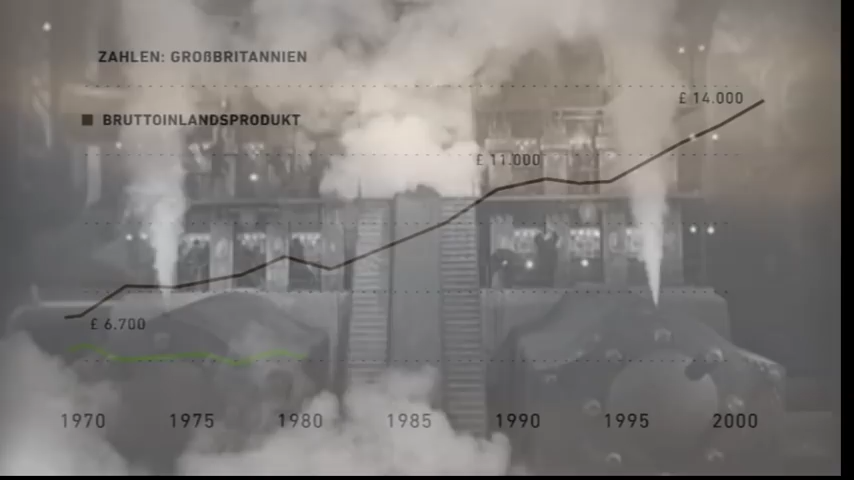 ZAHLEN: GROßBRITANNIEN
£ 14.000
BRUTTOINLANDSPRODUKT
£ 11.000
£ 6.700
1970 1975 1980 1985 1990 1995 2000